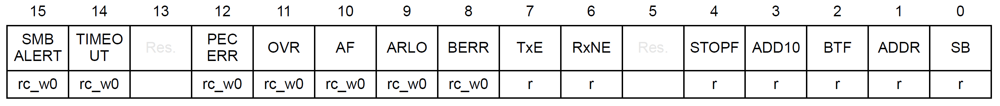 15 14 13 12 11 10 9 8 7 6 5 4 3 2 1 0
SMB ALERT TIMEO UT Res. PEC ERR OVR AF ARLO BERR TxE RxNE Res. STOPF ADD10 BTF ADDR SB
rc_w0 rc_w0 rc_w0 rc_w0 rc_w0 rc_w0 rc_w0 r r r r r r r